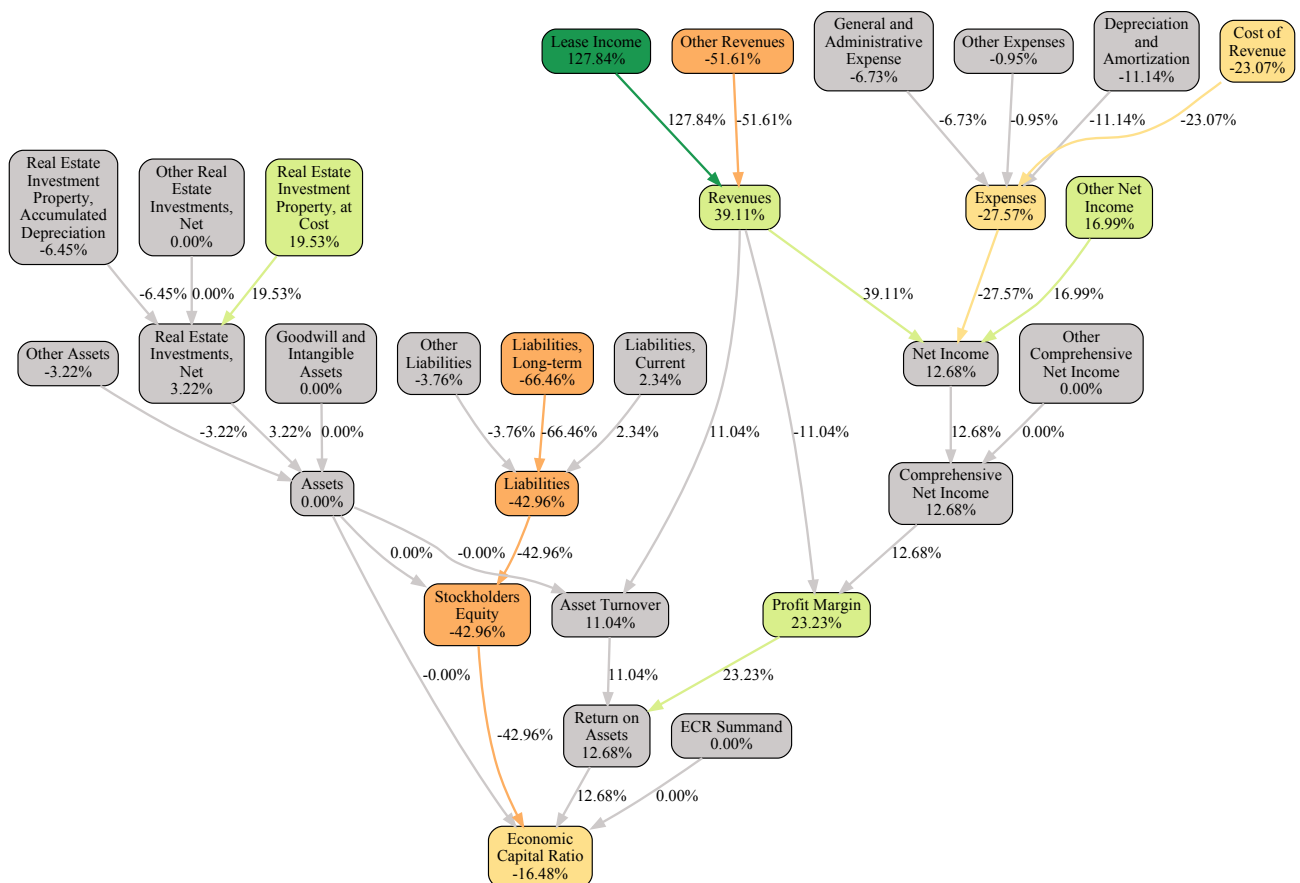 Lease Income
127.84%
Other Revenues
-51.61%
General and
Administrative
Expense
-6.73%
Other Expenses
-0.95%
Depreciation
and
Amortization
-11.14%
Cost of
Revenue
-23.07%
127.84%
-51.61%
-6.73%
-0.95%
-11.14%
-23.07%
Real Estate
Investment
Property,
Accumulated
Depreciation
-6.45%
Other Real
Estate
Investments,
Net
0.00%
Real Estate
Investment
Property, at
Cost
19.53%
Revenues
39.11%
Expenses
-27.57%
Other Net
Income
16.99%
-6.45%
0.00%
19.53%
39.11%
-27.57%
16.99%
Other Assets
-3.22%
Real Estate
Investments,
Net
3.22%
Goodwill and
Intangible
Assets
0.00%
Other
Liabilities
-3.76%
Liabilities,
Long-term
-66.46%
Liabilities,
Current
2.34%
Net Income
12.68%
Other
Comprehensive
Net Income
0.00%
-3.22%
3.22%
0.00%
-3.76%
-66.46%
2.34%
11.04%
-11.04%
12.68%
0.00%
Assets
0.00%
Liabilities
-42.96%
Comprehensive
Net Income
12.68%
0.00%
-0.00%
-42.96%
12.68%
Stockholders
Equity
-42.96%
Asset Turnover
11.04%
Profit Margin
23.23%
-0.00%
11.04%
23.23%
Return on
Assets
12.68%
ECR Summand
0.00%
-42.96%
12.68%
0.00%
Economic
Capital Ratio
-16.48%